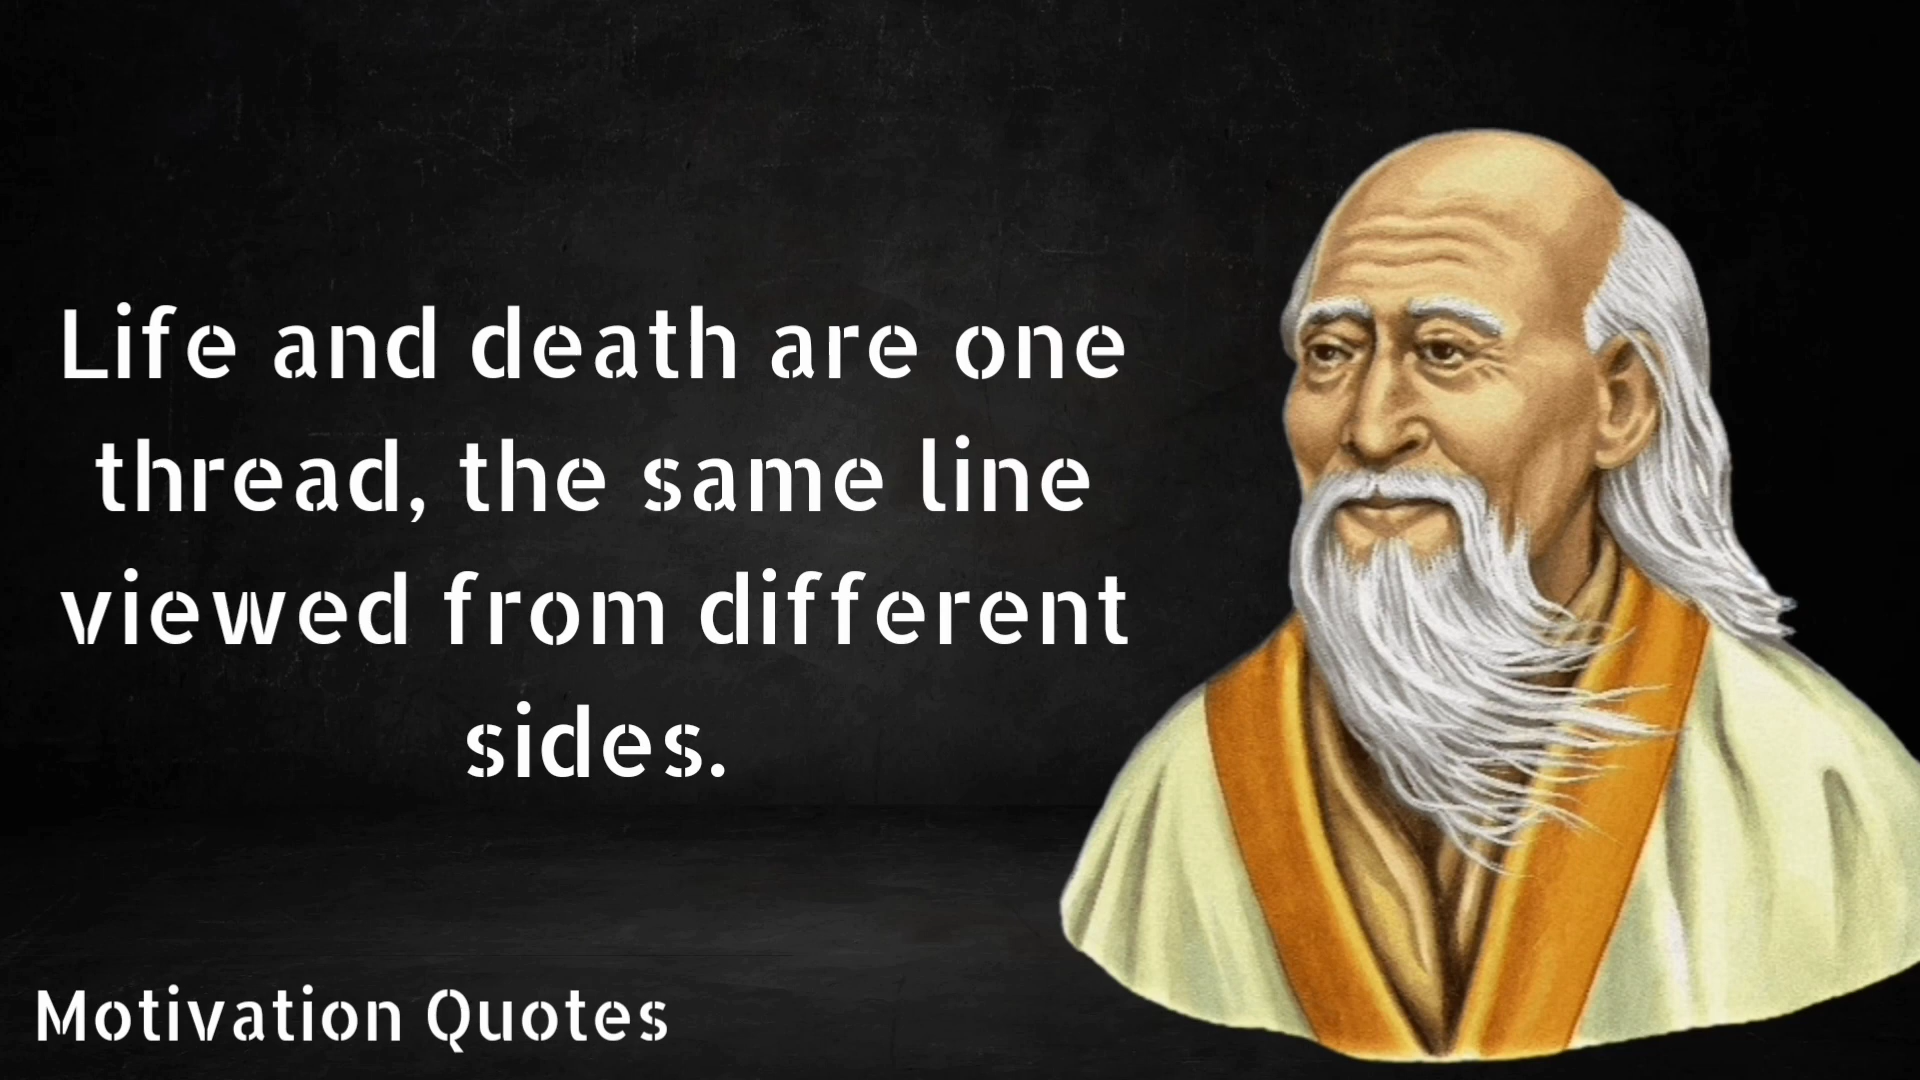 Life and death are one
thread, the same line
viewed from different
sides.
Motivation Quotes